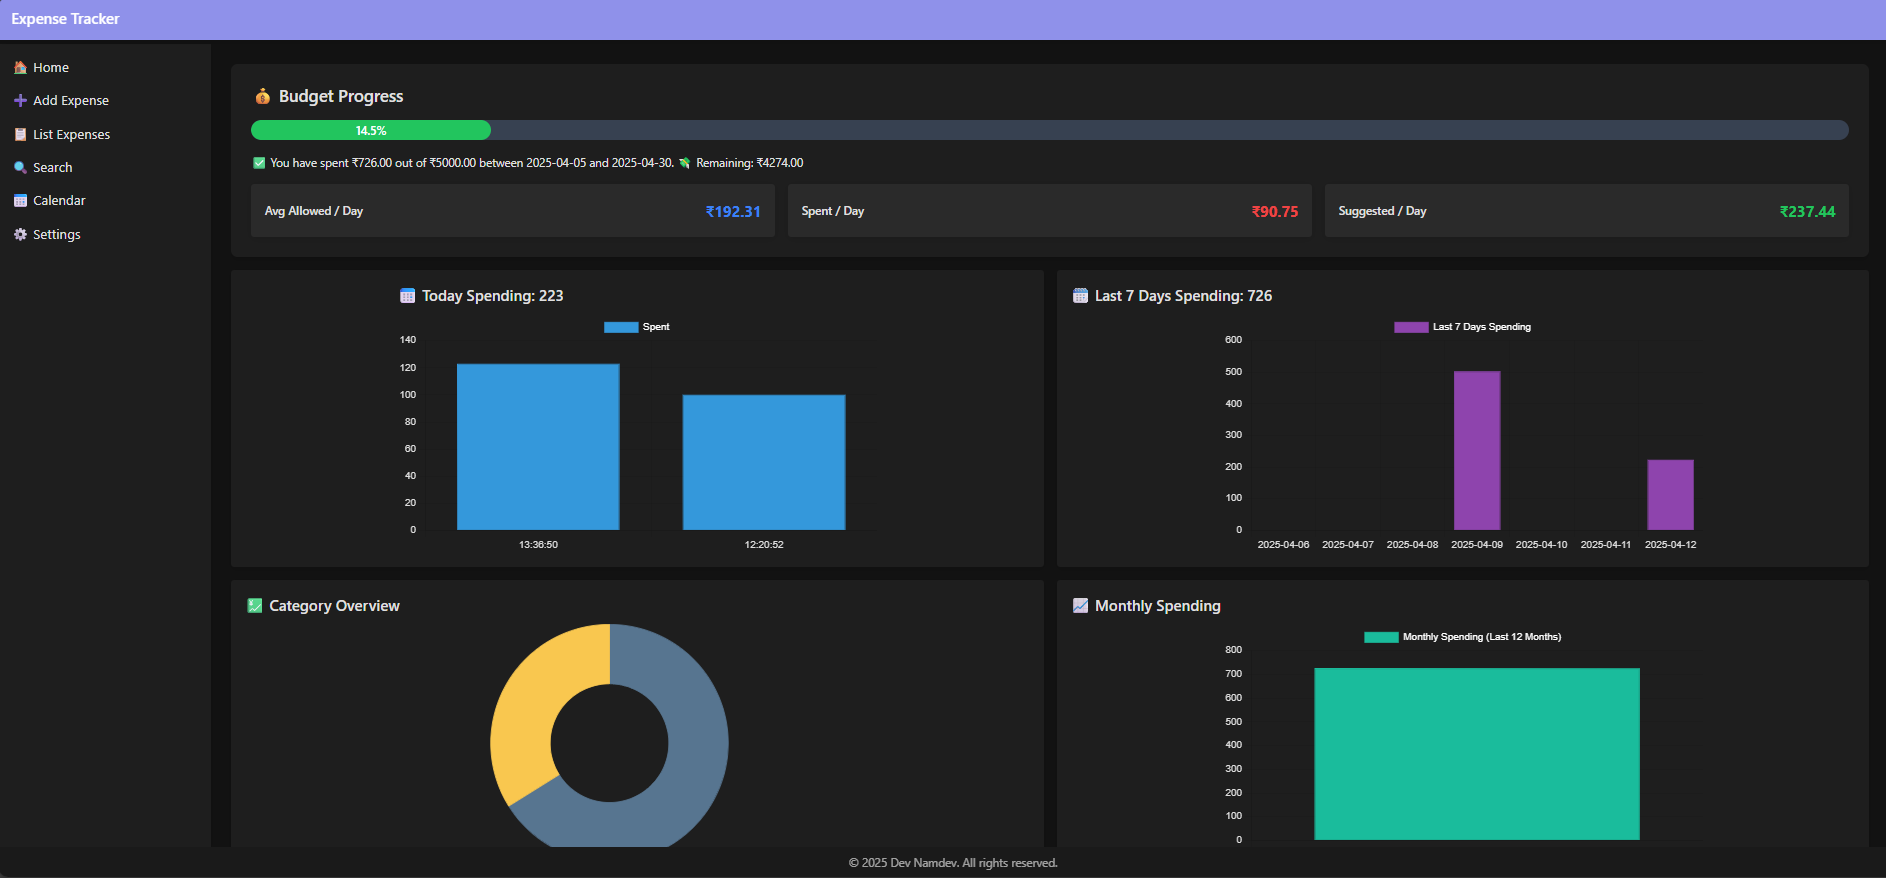 Expense Tracker
Home
Add Expense
List Expenses
Search
Calendar
Settings
Budget Progress
14.5%
You have spent ₹726.00 out of ₹5000.00 between 2025-04-05 and 2025-04-30. Remaining: ₹4274.00
Avg Allowed / Day ₹192.31
Spent / Day ₹90.75
Suggested / Day ₹237.44
Today Spending: 223
Spent
140
120
100
80
60
40
20
0
13:36:50 12:20:52
Last 7 Days Spending: 726
Last 7 Days Spending
600
500
400
300
200
100
0
2025-04-06 2025-04-07 2025-04-08 2025-04-09 2025-04-10 2025-04-11 2025-04-12
Category Overview
Monthly Spending
Monthly Spending (Last 12 Months)
800
700
600
500
400
300
200
100
0
© 2025 Dev Namdev. All rights reserved.